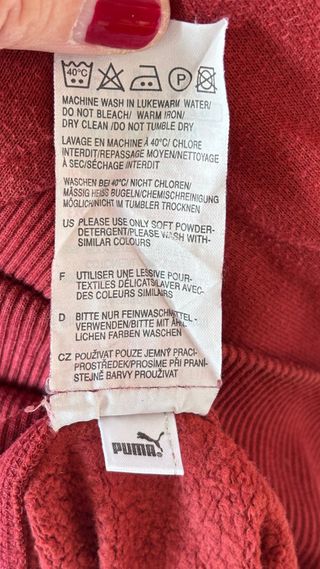 40°C P
MACHINE WASH IN LUKEWARM WATER/
DO NOT BLEACH/ WARM IRON/
DRY CLEAN /DO NOT TUMBLE DRY
LAVAGE EN MACHINE À 40°C/ CHLORE
INTERDIT/REPASSAGE MOYEN/NETTOYAGE
À SEC/SÉCHAGE INTERDIT
WASCHEN BEI 40°C/ NICHT CHLOREN/
MÄSSIG HEISS BÜGELN/CHEMISCHREINIGUNG
MÖGLICH/NICHT IM TUMBLER TROCKNEN
US PLEASE USE ONLY SOFT POWDER-
DETERGENT/PLEASE WASH WITH-
SIMILAR COLOURS
F UTILISER UNE LESSIVE POUR-
TEXTILES DÉLICATS/LAVER AVEC-
DES COLEURS SIMILAIRS
D BITTE NUR FEINWASCHMITTEL-
VERWENDEN/BITTE MIT ÄHN-
LICHEN FARBEN WASCHEN
CZ POUŽÍVAT POUZE JEMNÝ PRACÍ-
PROSTŘEDEK/PROSÍME PŘI PRANÍ-
STEJNĚ BARVY PROUŽÍVAT
PUMA